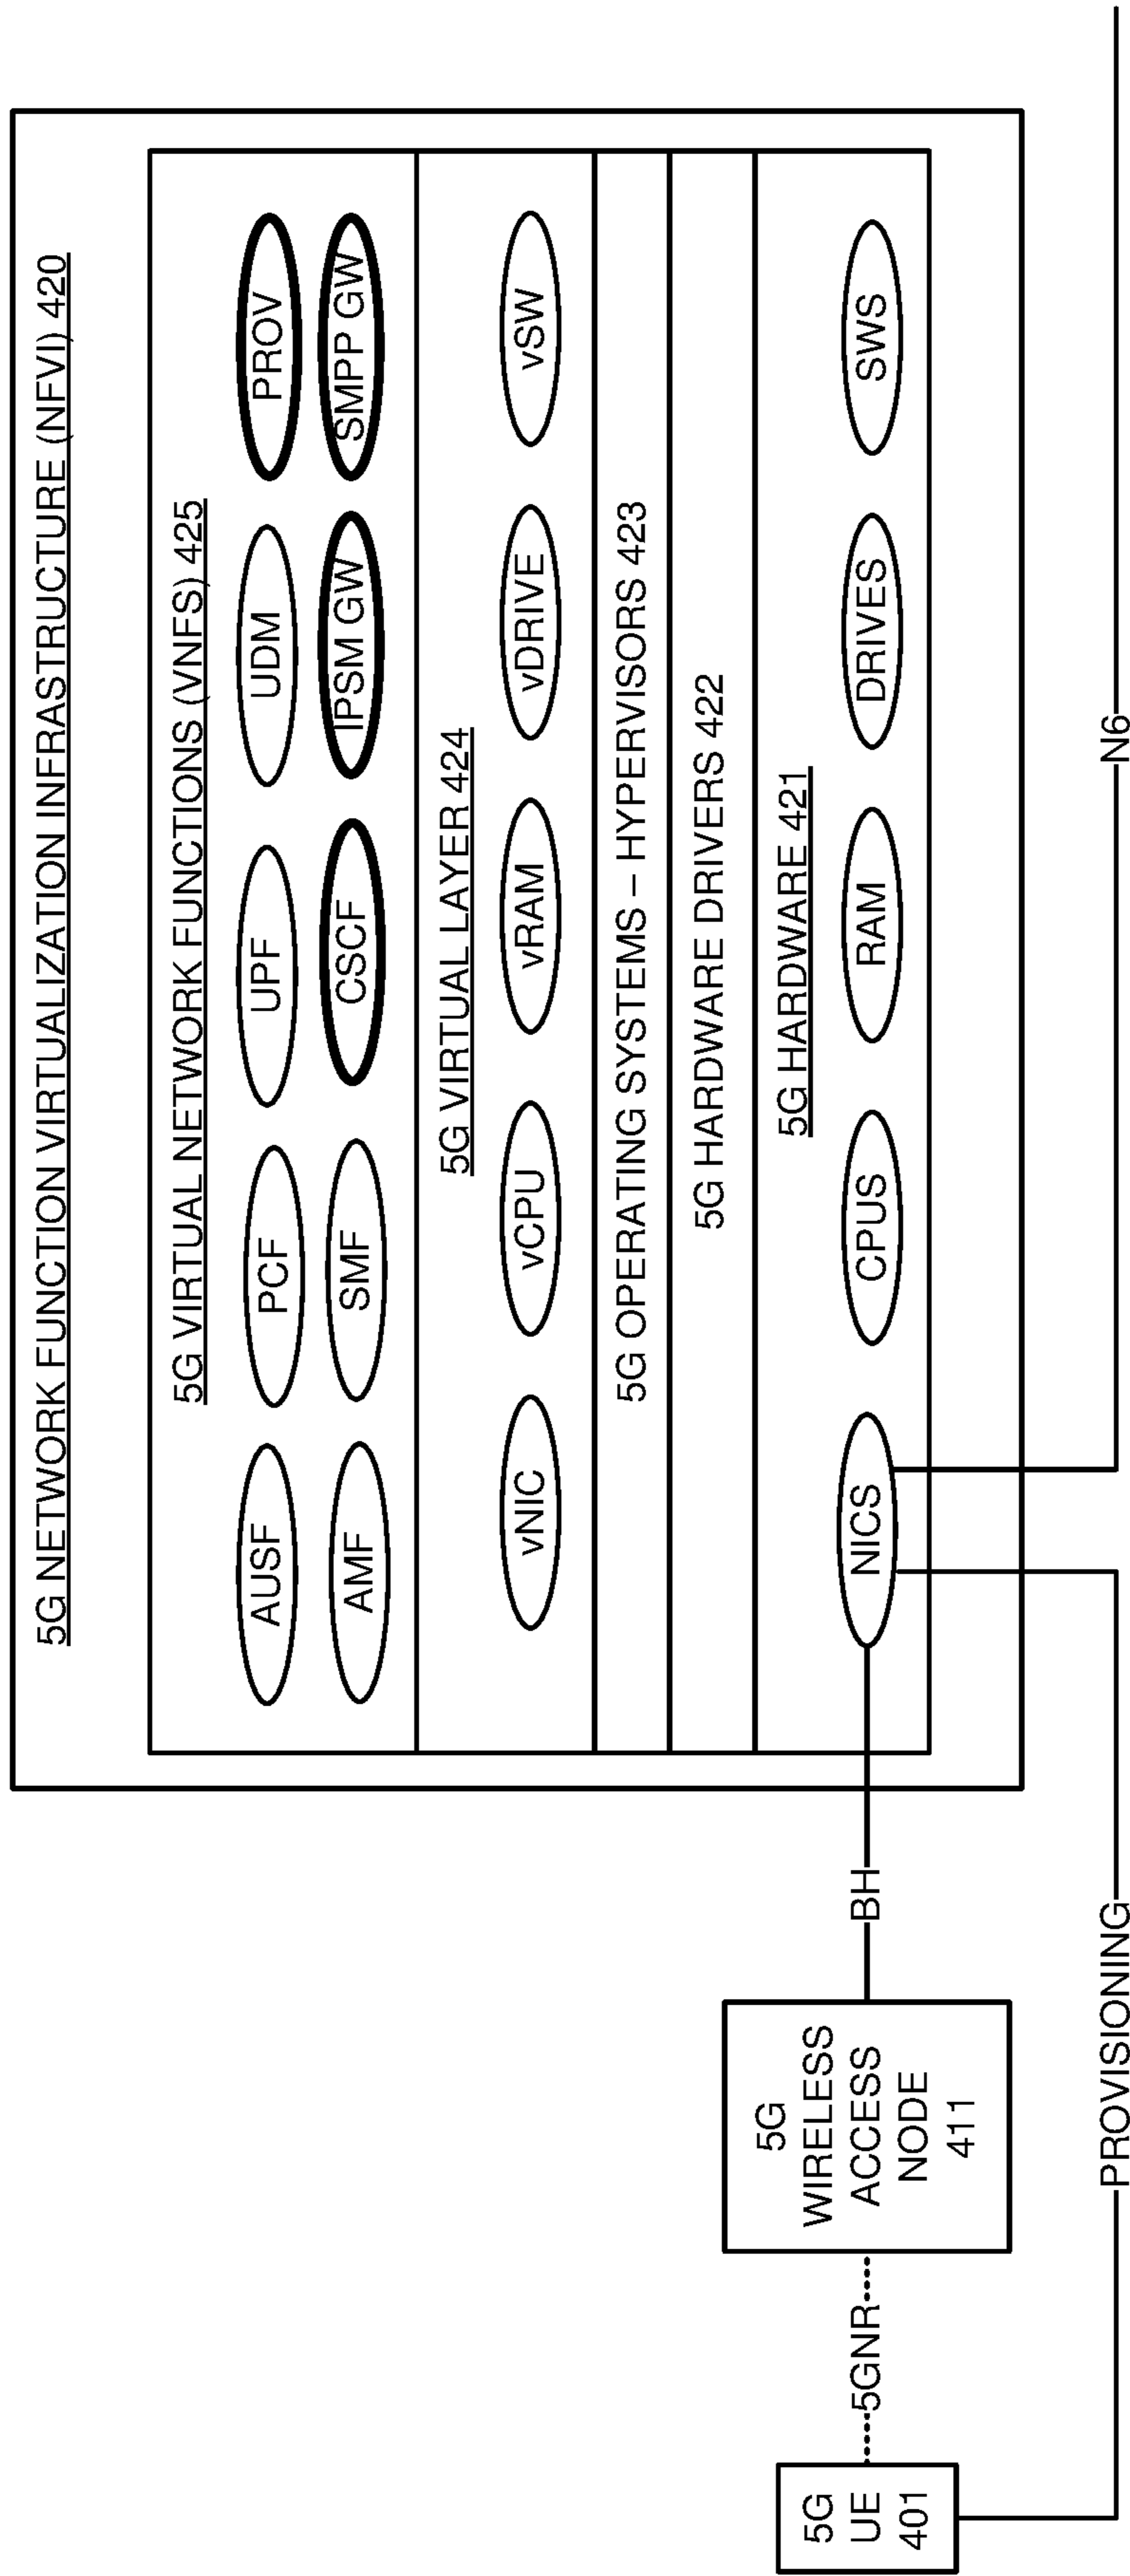 5G NETWORK FUNCTION VIRTUALIZATION INFRASTRUCTURE (NFVI) 420
5G VIRTUAL NETWORK FUNCTIONS (VNFS) 425
AUSF PCF UPF UDM PROV
AMF SMF CSCF IPSM GW SMPP GW
5G VIRTUAL LAYER 424
vNIC vCPU vRAM vDRIVE vSW
5G OPERATING SYSTEMS – HYPERVISORS 423
5G HARDWARE DRIVERS 422
5G HARDWARE 421
NICS CPUS RAM DRIVES SWS
5G
UE
401
5GNR
5G
WIRELESS
ACCESS
NODE
411
BH
PROVISIONING
N6